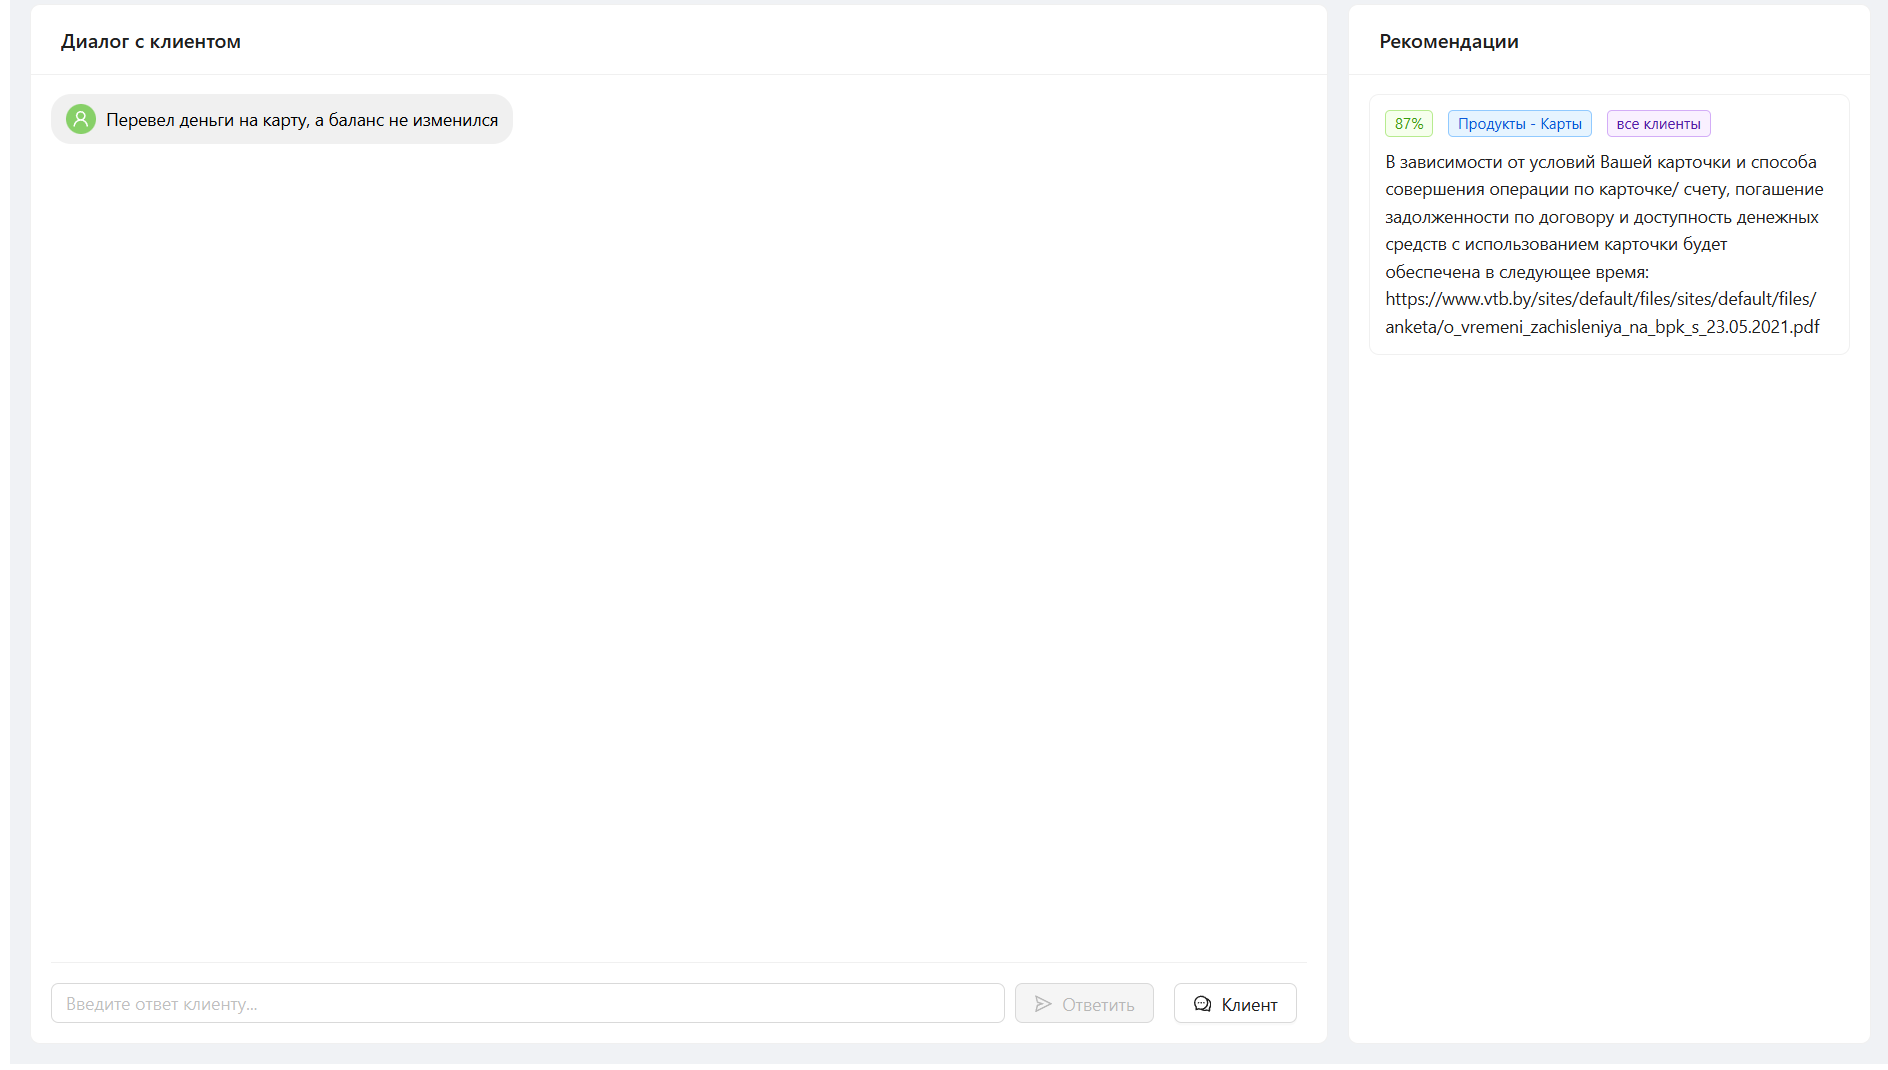 Диалог с клиентом
Перевел деньги на карту, а баланс не изменился
Введите ответ клиенту...
Ответить
Клиент
Рекомендации
87% Продукты - Карты все клиенты
В зависимости от условий Вашей карточки и способа
совершения операции по карточке/ счету, погашение
задолженности по договору и доступность денежных
средств с использованием карточки будет
обеспечена в следующее время:
https://www.vtb.by/sites/default/files/sites/default/files/
anketa/o_vremeni_zachisleniya_na_bpk_s_23.05.2021.pdf